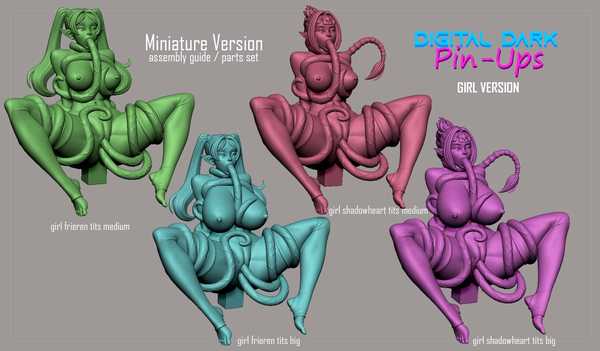 Miniature Version
assembly guide / parts set
DIGITAL DARK
Pin-Ups
GIRL VERSION
girl frieren tits medium
girl shadowheart tits medium
girl frieren tits big
girl shadowheart tits big